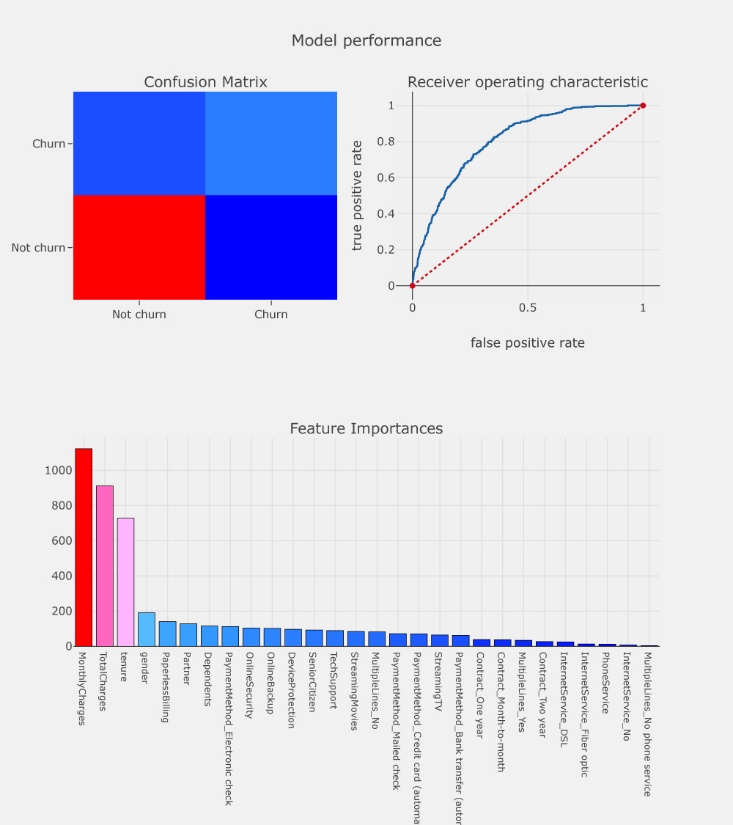 Model performance
Confusion Matrix
Churn
Not churn
Not churn
Churn
Receiver operating characteristic
true positive rate
1
0.8
0.6
0.4
0.2
0
0
0.5
1
false positive rate
Feature Importances
1000
800
600
400
200
0
MonthlyCharges
TotalCharges
tenure
gender
PaperlessBilling
Partner
Dependents
PaymentMethod_Electronic check
OnlineSecurity
OnlineBackup
DeviceProtection
SeniorCitizen
TechSupport
StreamingMovies
MultipleLines_No
PaymentMethod_Mailed check
PaymentMethod_Credit card (automa
StreamingTV
PaymentMethod_Bank transfer (autor
Contract_One year
Contract_Month-to-month
MultipleLines_Yes
Contract_Two year
InternetService_DSL
InternetService_Fiber optic
PhoneService
InternetService_No
MultipleLines_No phone service